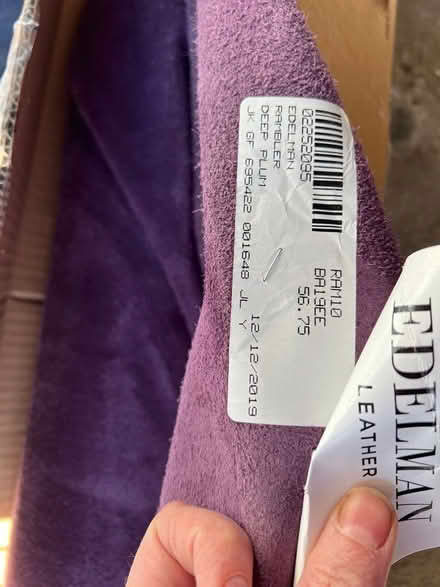 02252095
EDELMAN
RAMBLER
DEEP PLUM
JK GF 695422 001648 JL Y 12/12/2019
RAM10
BA19EE
56.75
EDELMAN
LEATHER